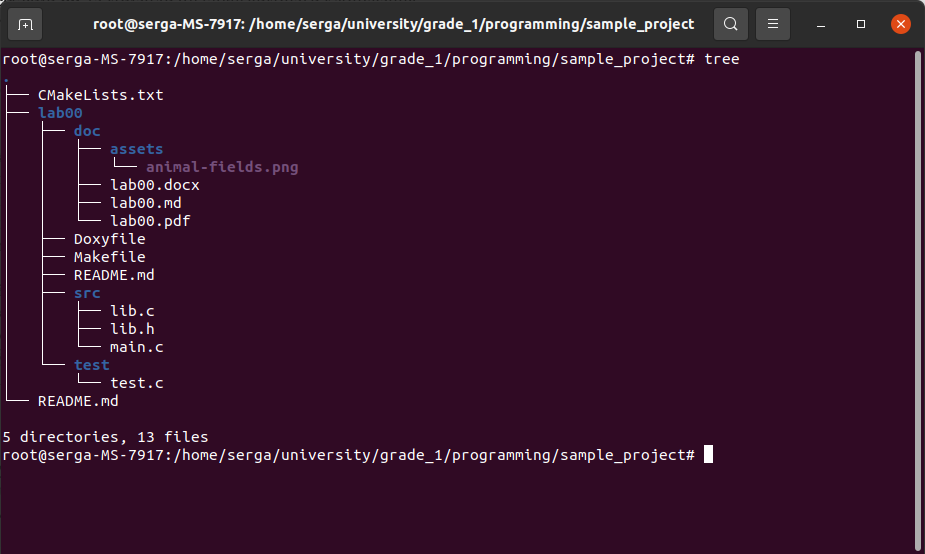 root@serga-MS-7917: /home/serga/university/grade_1/programming/sample_project
root@serga-MS-7917:/home/serga/university/grade_1/programming/sample_project# tree
.
├── CMakeLists.txt
├── lab00
│   ├── doc
│   │   ├── assets
│   │   │   └── animal-fields.png
│   │   ├── lab00.docx
│   │   ├── lab00.md
│   │   └── lab00.pdf
│   ├── Doxyfile
│   ├── Makefile
│   ├── README.md
│   ├── src
│   │   ├── lib.c
│   │   ├── lib.h
│   │   └── main.c
│   └── test
│       └── test.c
└── README.md
5 directories, 13 files
root@serga-MS-7917:/home/serga/university/grade_1/programming/sample_project#